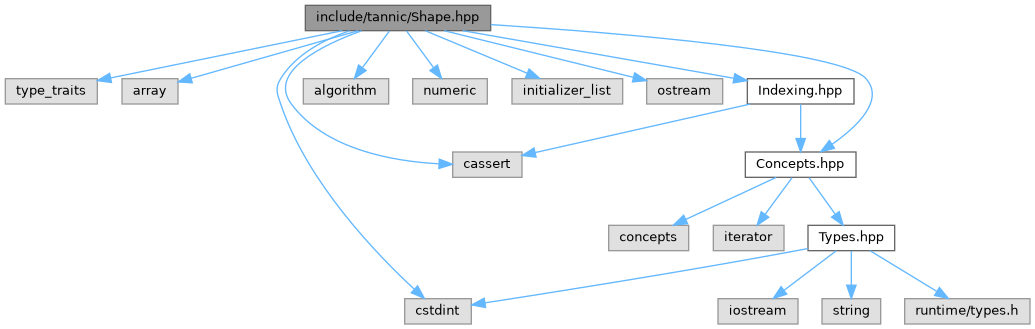 include/tannic/Shape.hpp
type_traits
array
algorithm
numeric
initializer_list
ostream
Indexing.hpp
cassert
Concepts.hpp
concepts
iterator
Types.hpp
cstdint
iostream
string
runtime/types.h